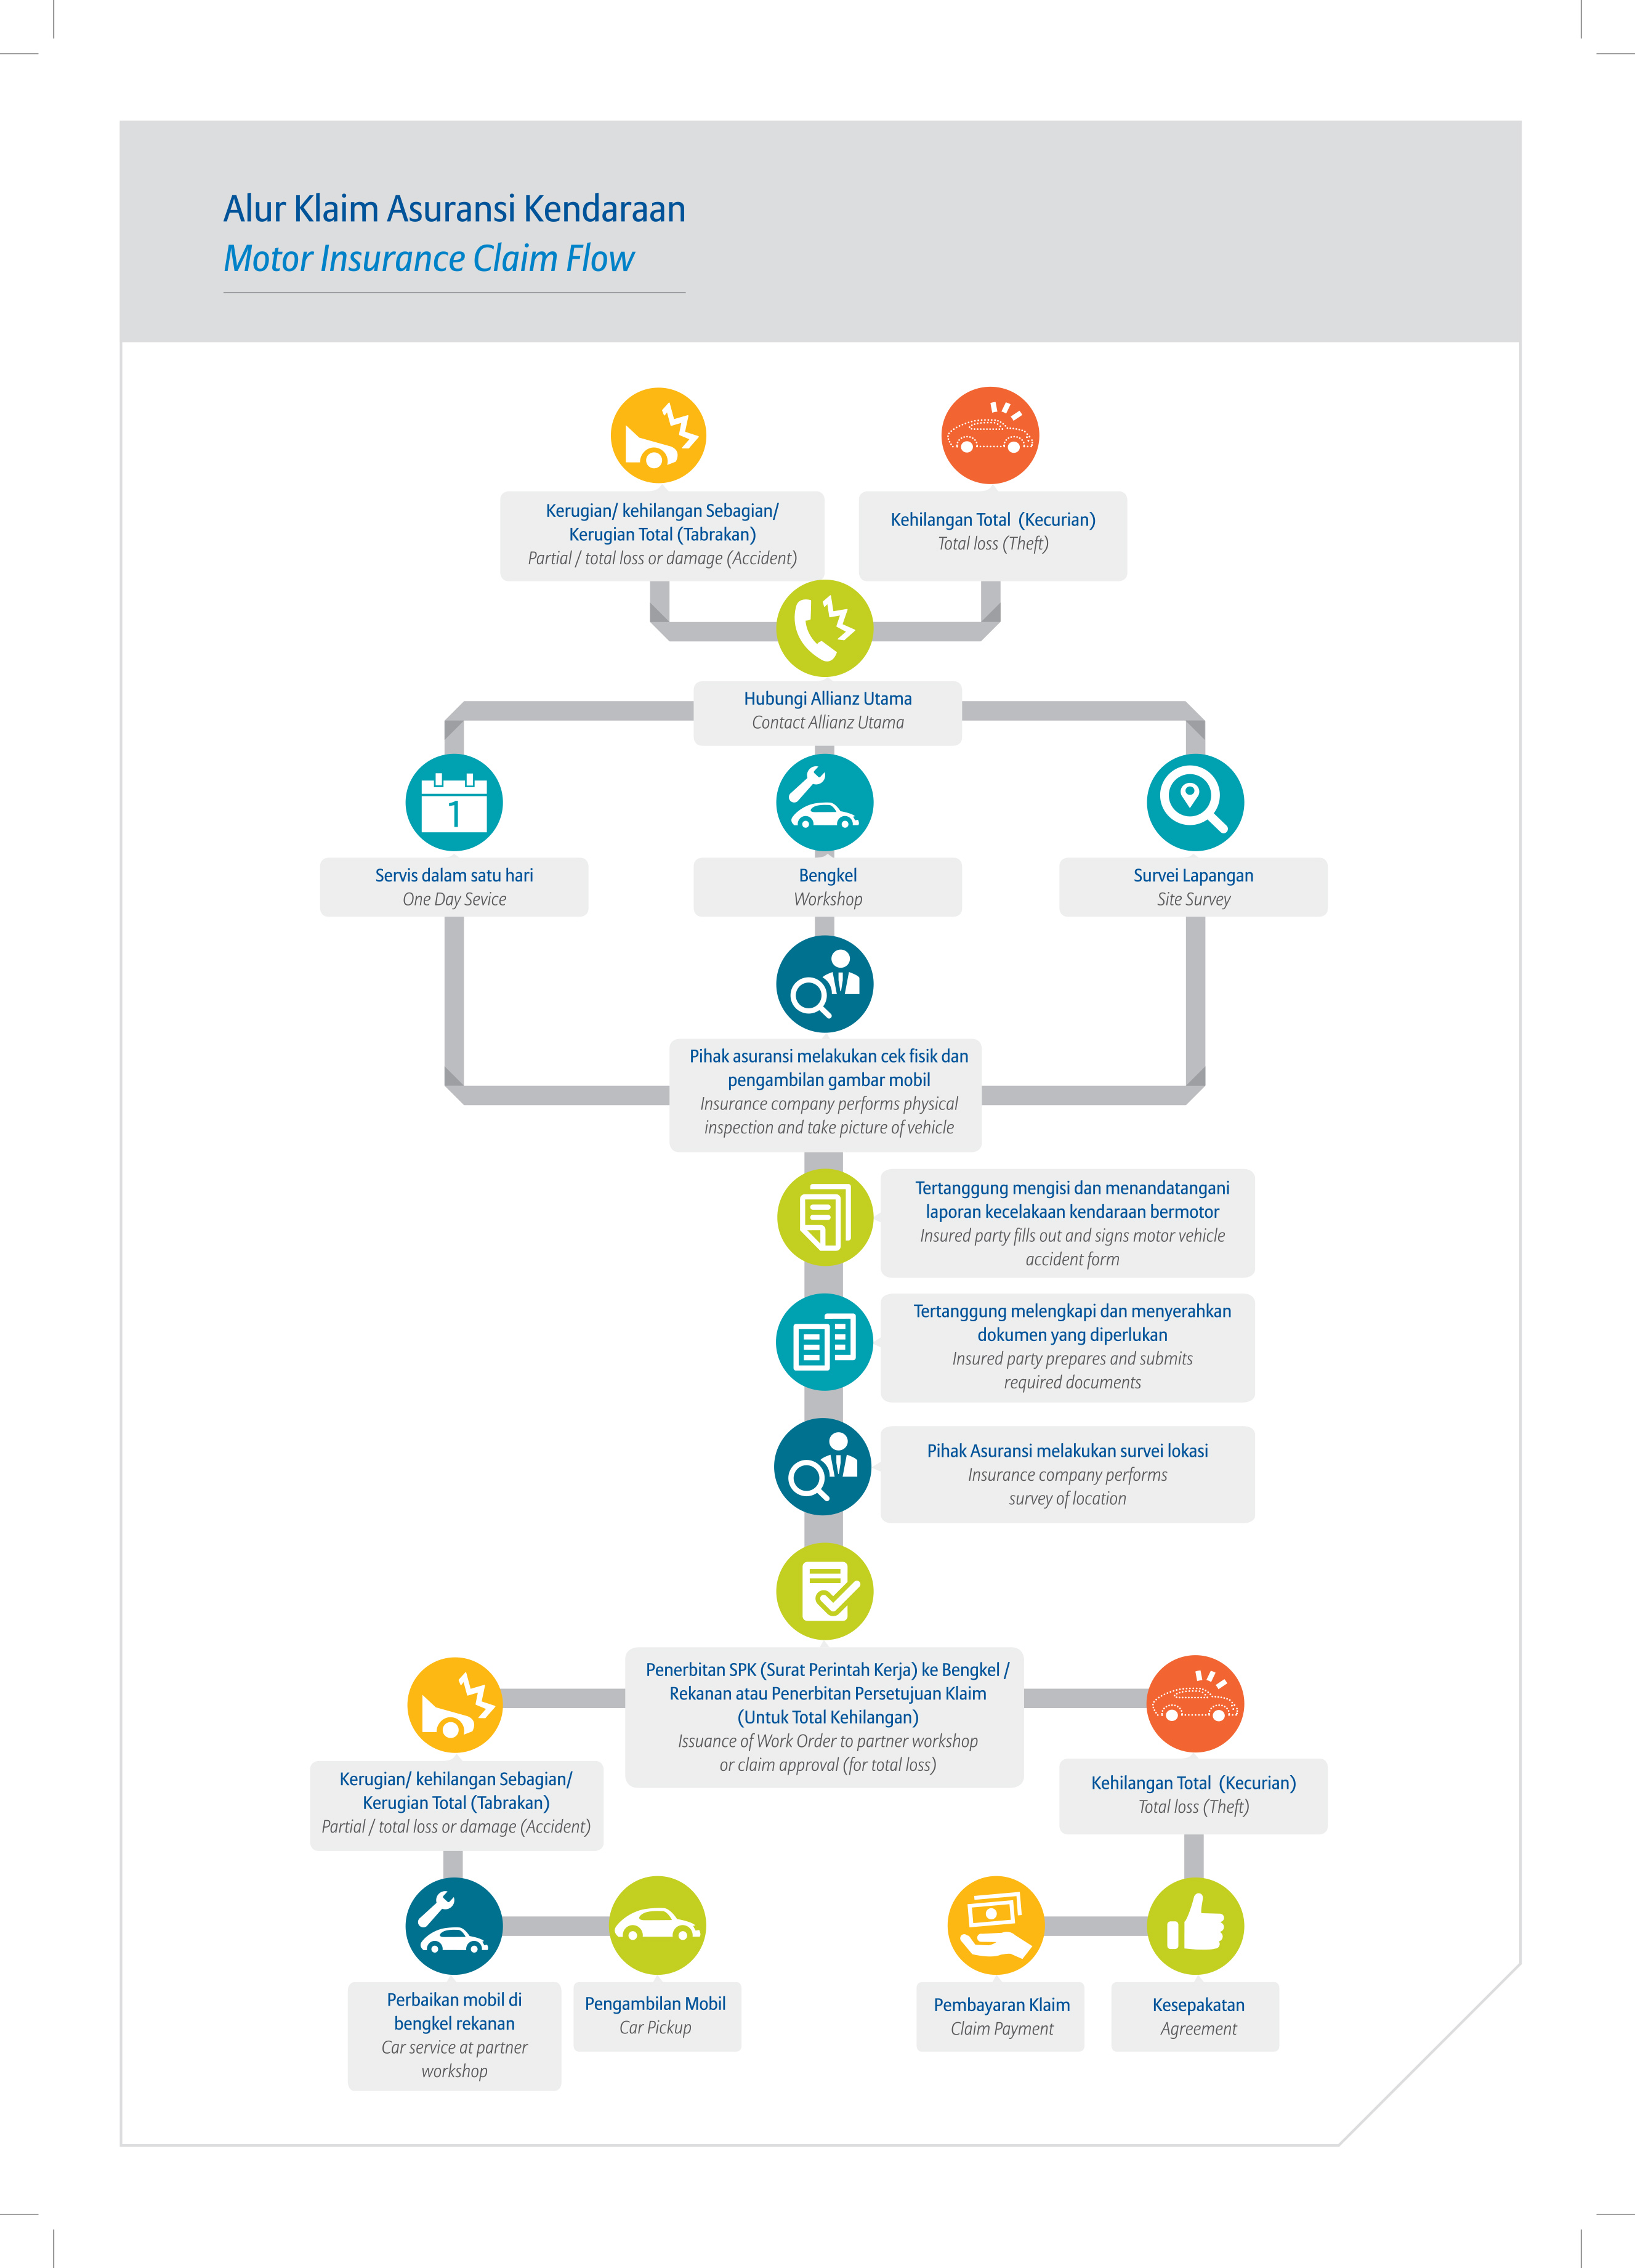 Alur Klaim Asuransi Kendaraan
Motor Insurance Claim Flow
Kerugian/ kehilangan Sebagian/
Kerugian Total (Tabrakan)
Partial / total loss or damage (Accident)
Kehilangan Total (Kecurian)
Total loss (Theft)
Hubungi Allianz Utama
Contact Allianz Utama
1
Servis dalam satu hari
One Day Sevice
Bengkel
Workshop
Survei Lapangan
Site Survey
Pihak asuransi melakukan cek fisik dan
pengambilan gambar mobil
Insurance company performs physical
inspection and take picture of vehicle
Tertanggung mengisi dan menandatangani
laporan kecelakaan kendaraan bermotor
Insured party fills out and signs motor vehicle
accident form
Tertanggung melengkapi dan menyerahkan
dokumen yang diperlukan
Insured party prepares and submits
required documents
Pihak Asuransi melakukan survei lokasi
Insurance company performs
survey of location
Penerbitan SPK (Surat Perintah Kerja) ke Bengkel /
Rekanan atau Penerbitan Persetujuan Klaim
(Untuk Total Kehilangan)
Issuance of Work Order to partner workshop
or claim approval (for total loss)
Kerugian/ kehilangan Sebagian/
Kerugian Total (Tabrakan)
Partial / total loss or damage (Accident)
Kehilangan Total (Kecurian)
Total loss (Theft)
Perbaikan mobil di
bengkel rekanan
Car service at partner
workshop
Pengambilan Mobil
Car Pickup
Pembayaran Klaim
Claim Payment
Kesepakatan
Agreement